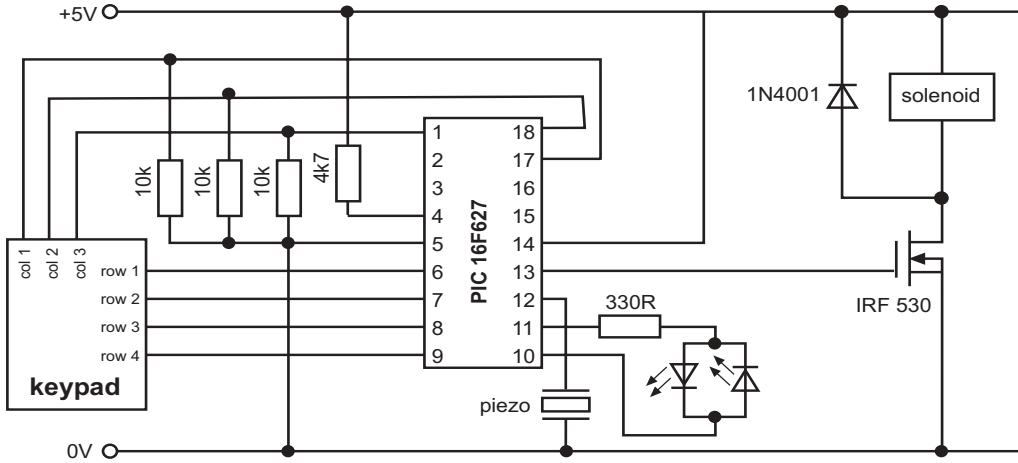 +5V
1N4001
solenoid
10k
10k
10k
4k7
PIC 16F627
1
2
3
4
5
6
7
8
9
18
17
16
15
14
13
12
11
10
col 1
col 2
col 3
row 1
row 2
row 3
row 4
keypad
330R
IRF 530
piezo
0V